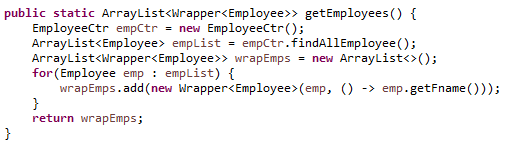 public static ArrayList<Wrapper<Employee>> getEmployees() {
    EmployeeCtr empCtr = new EmployeeCtr();
    ArrayList<Employee> empList = empCtr.findAllEmployee();
    ArrayList<Wrapper<Employee>> wrapEmps = new ArrayList<>();
    for(Employee emp : empList) {
        wrapEmps.add(new Wrapper<Employee>(emp, () -> emp.getFname()));
    }
    return wrapEmps;
}